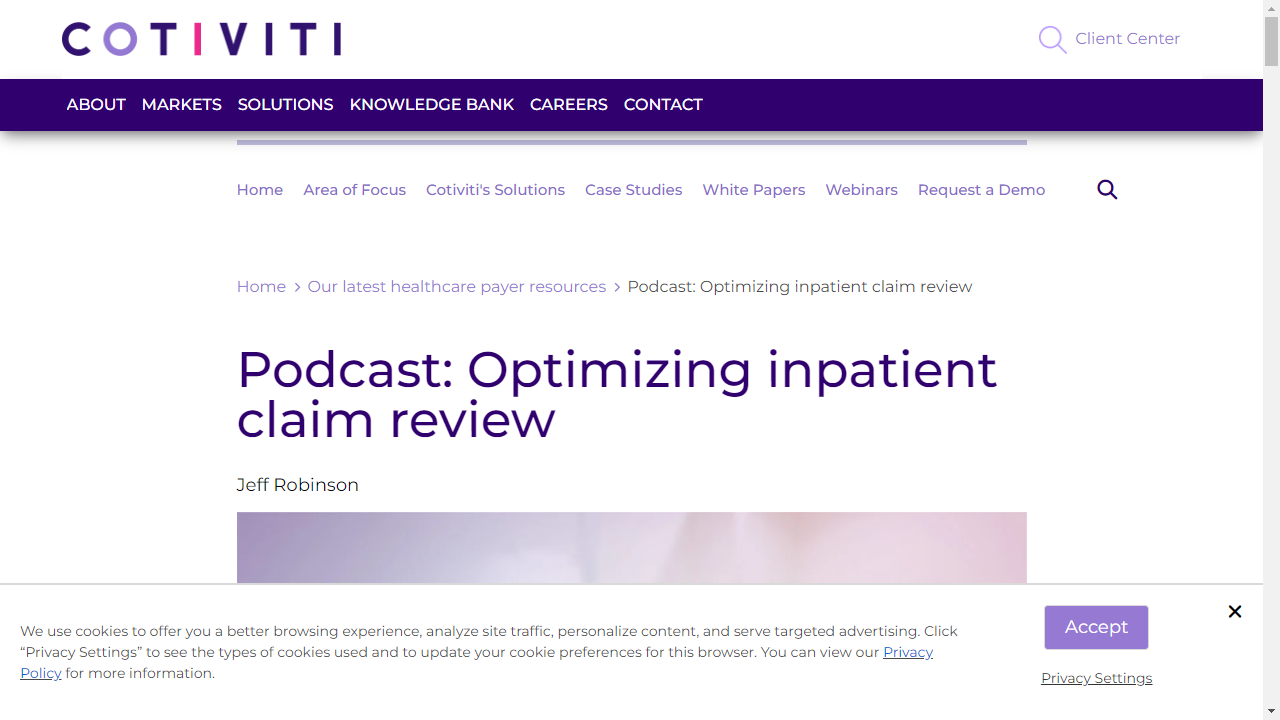 COTIVITI
Client Center
ABOUT MARKETS SOLUTIONS KNOWLEDGE BANK CAREERS CONTACT
Home Area of Focus Cotiviti's Solutions Case Studies White Papers Webinars Request a Demo
Home > Our latest healthcare payer resources > Podcast: Optimizing inpatient claim review
Podcast: Optimizing inpatient
claim review
Jeff Robinson
We use cookies to offer you a better browsing experience, analyze site traffic, personalize content, and serve targeted advertising. Click
“Privacy Settings” to see the types of cookies used and to update your cookie preferences for this browser. You can view our Privacy
Policy for more information.
Accept
Privacy Settings